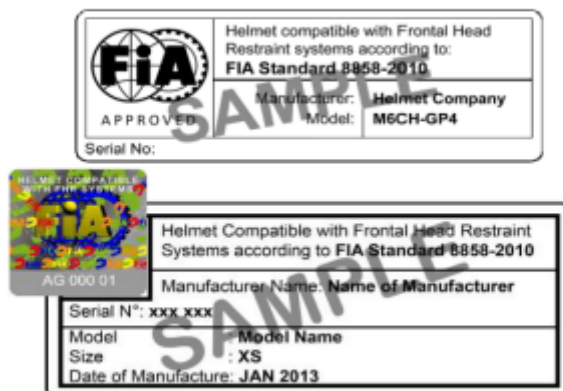 FiA
APPROVED
Helmet compatible with Frontal Head
Restraint systems according to:
FIA Standard 8858-2010
Manufacturer: Helmet Company
Model: M6CH-GP4
Serial No:
SAMPLE
HELMET COMPATIBLE
WITH FHR SYSTEMS
FiA
AG 000 01
Helmet Compatible with Frontal Head Restraint
Systems according to FIA Standard 8858-2010
Manufacturer Name: Name of Manufacturer
Serial N°: xxx xxx
Model : Model Name
Size : XS
Date of Manufacture: JAN 2013
SAMPLE